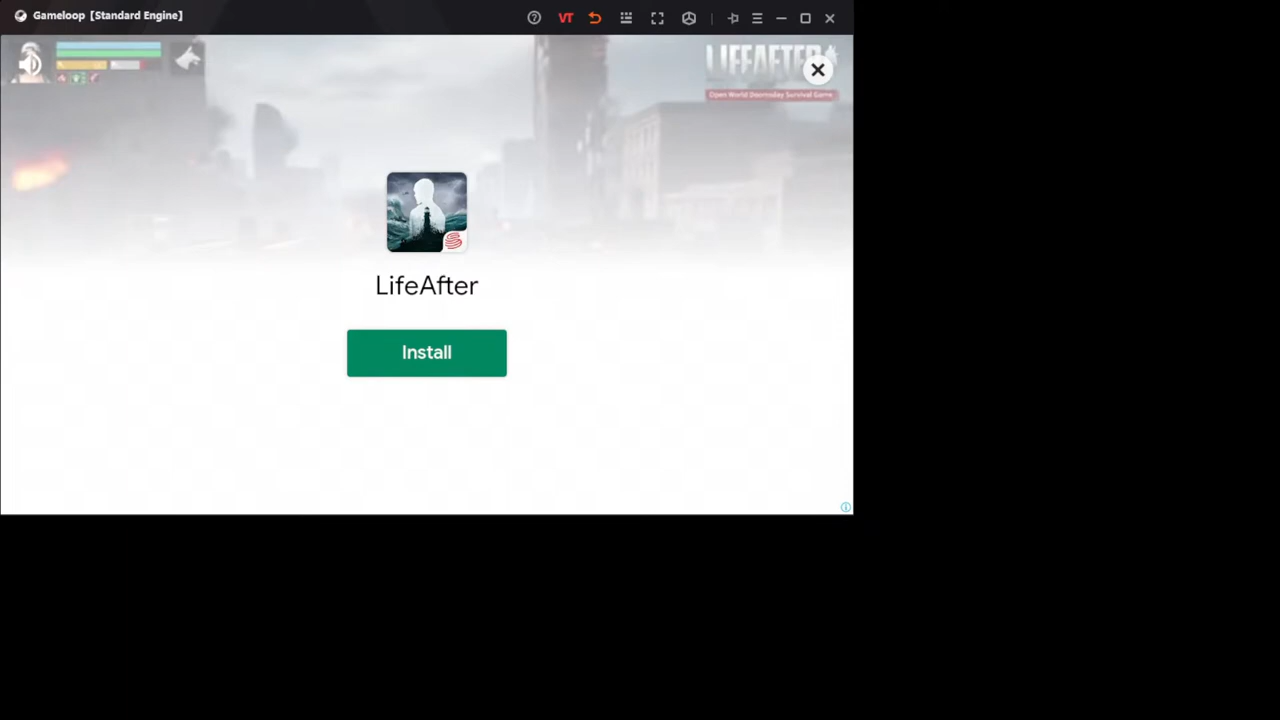 Gameloop [Standard Engine]
VT
LIFEAFTER
Open World Doomsday Survival Game
LifeAfter
Install